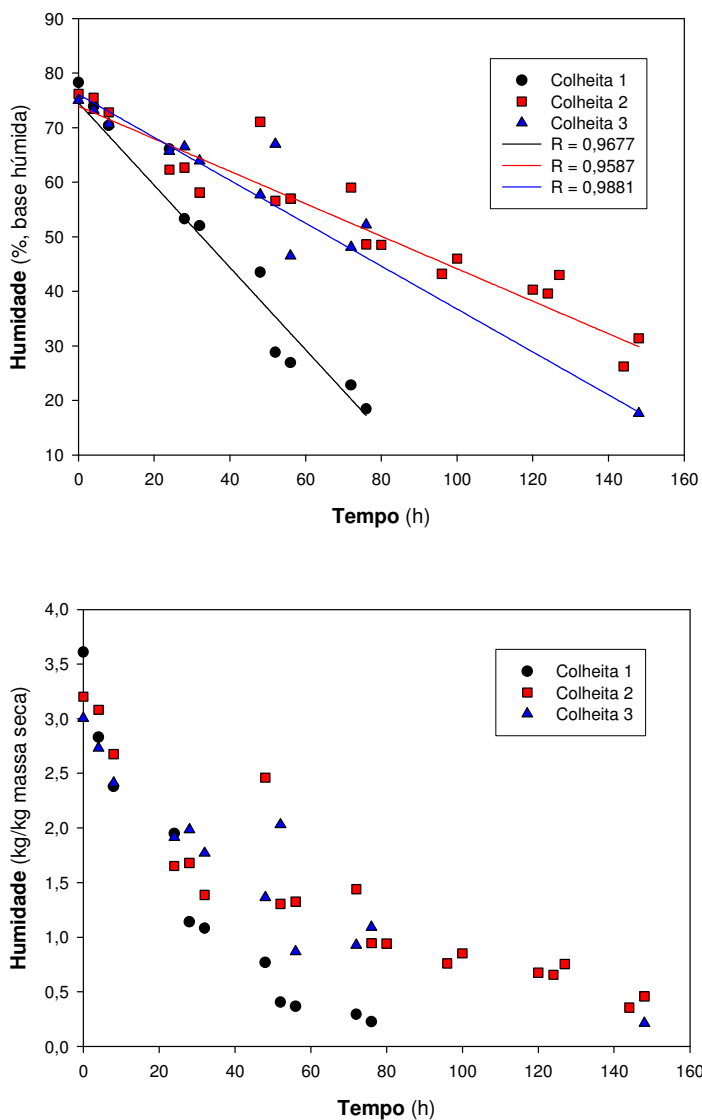 90
80
70
60
50
40
30
20
10
Humidade (%, base húmida)
Colheita 1
Colheita 2
Colheita 3
R = 0,9677
R = 0,9587
R = 0,9881
0 20 40 60 80 100 120 140 160
Tempo (h)
4,0
3,5
3,0
2,5
2,0
1,5
1,0
0,5
0,0
Humidade (kg/kg massa seca)
Colheita 1
Colheita 2
Colheita 3
0 20 40 60 80 100 120 140 160
Tempo (h)